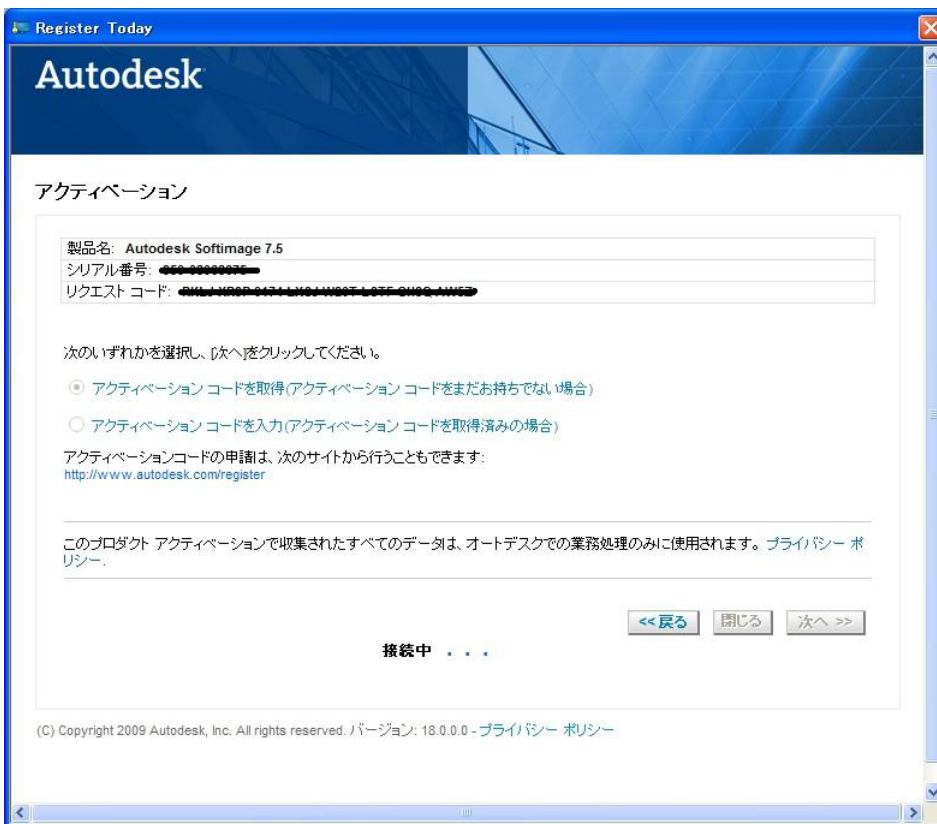 Register Today
Autodesk
アクティベーション
製品名: Autodesk Softimage 7.5
シリアル番号:
リクエスト コード:
次のいずれかを選択し、[次へ]をクリックしてください。
アクティベーション コードを取得(アクティベーション コードをまだお持ちでない場合)
アクティベーション コードを入力(アクティベーション コードを取得済みの場合)
アクティベーションコードの申請は、次のサイトから行うこともできます:
http://www.autodesk.com/register
このプロダクト アクティベーションで収集されたすべてのデータは、オートデスクでの業務処理のみに使用されます。プライバシー ポ
リシー.
<<戻る 閉じる 次へ >>
接続中 . . .
(C) Copyright 2009 Autodesk, Inc. All rights reserved. バージョン: 18.0.0.0 - プライバシー ポリシー